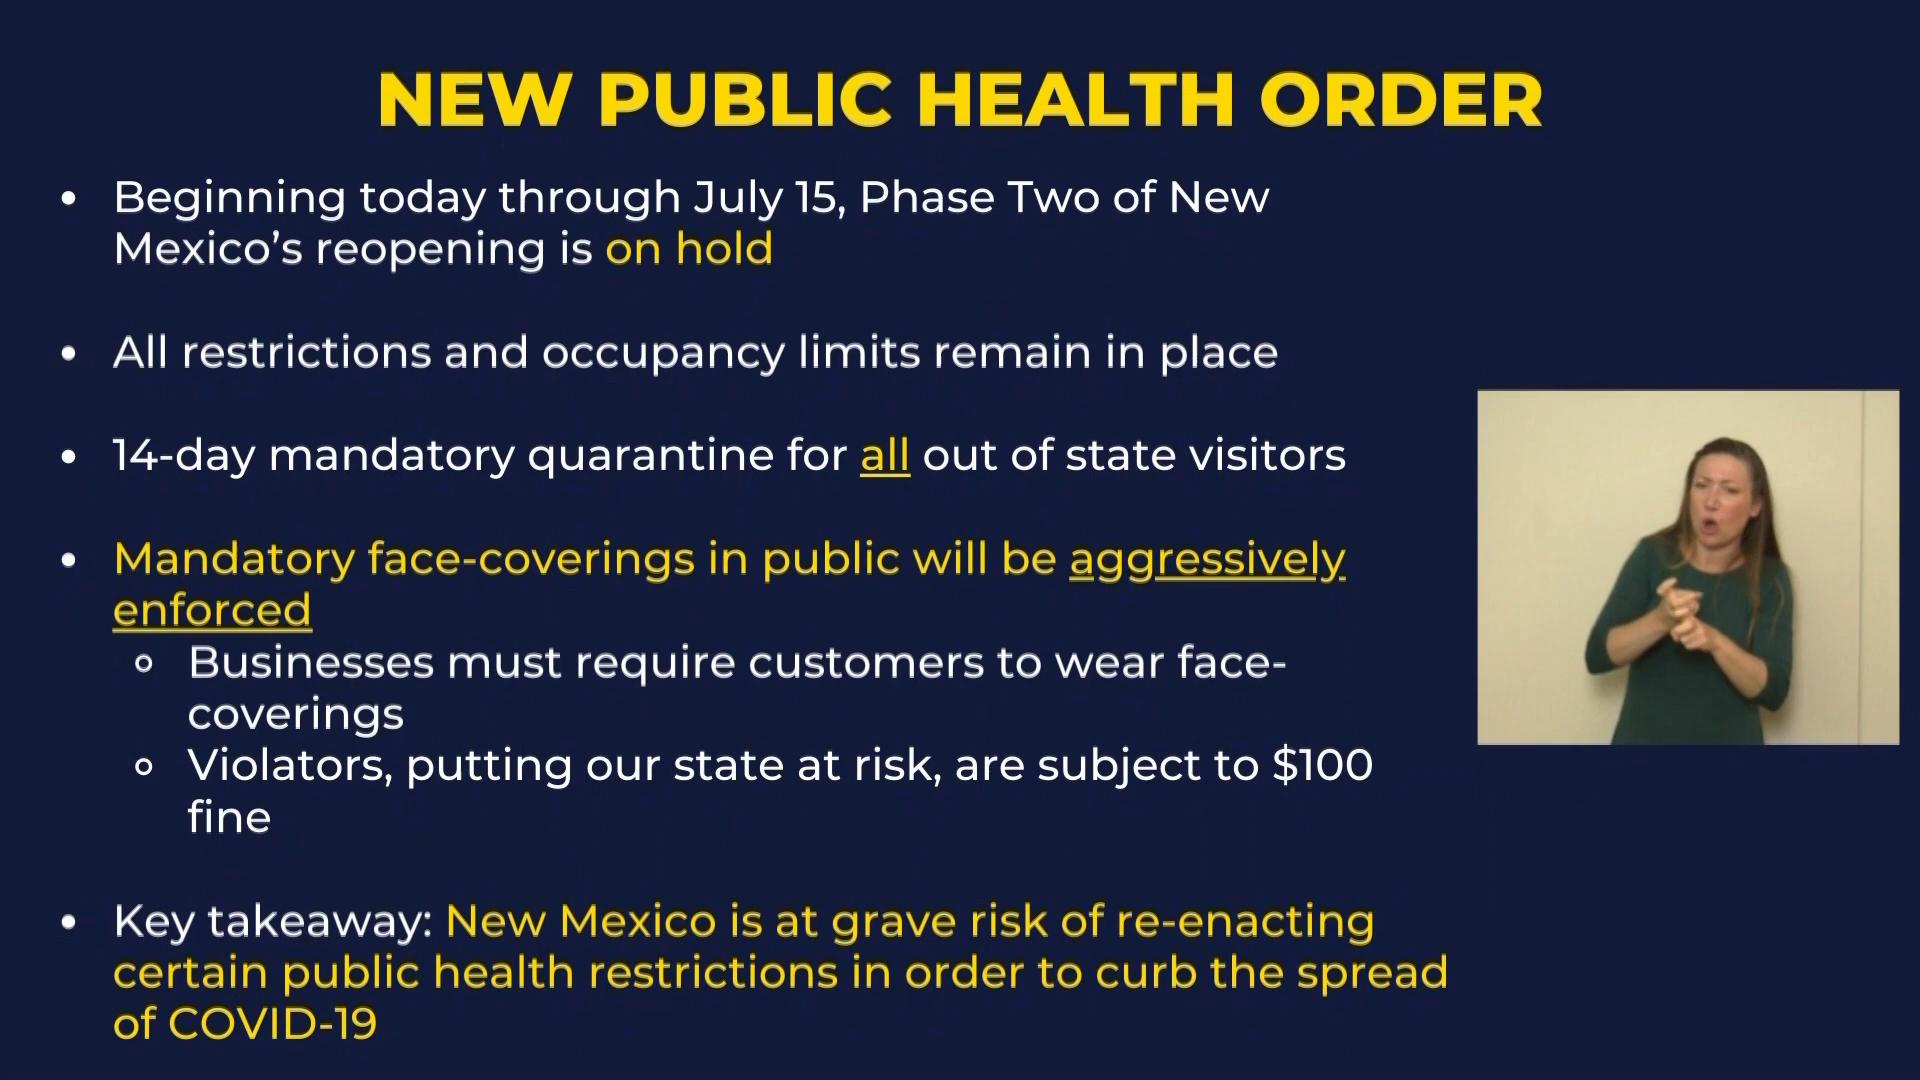 NEW PUBLIC HEALTH ORDER
• Beginning today through July 15, Phase Two of New
Mexico’s reopening is on hold
• All restrictions and occupancy limits remain in place
• 14-day mandatory quarantine for all out of state visitors
• Mandatory face-coverings in public will be aggressively
enforced
○ Businesses must require customers to wear face-
coverings
○ Violators, putting our state at risk, are subject to $100
fine
• Key takeaway: New Mexico is at grave risk of re-enacting
certain public health restrictions in order to curb the spread
of COVID-19